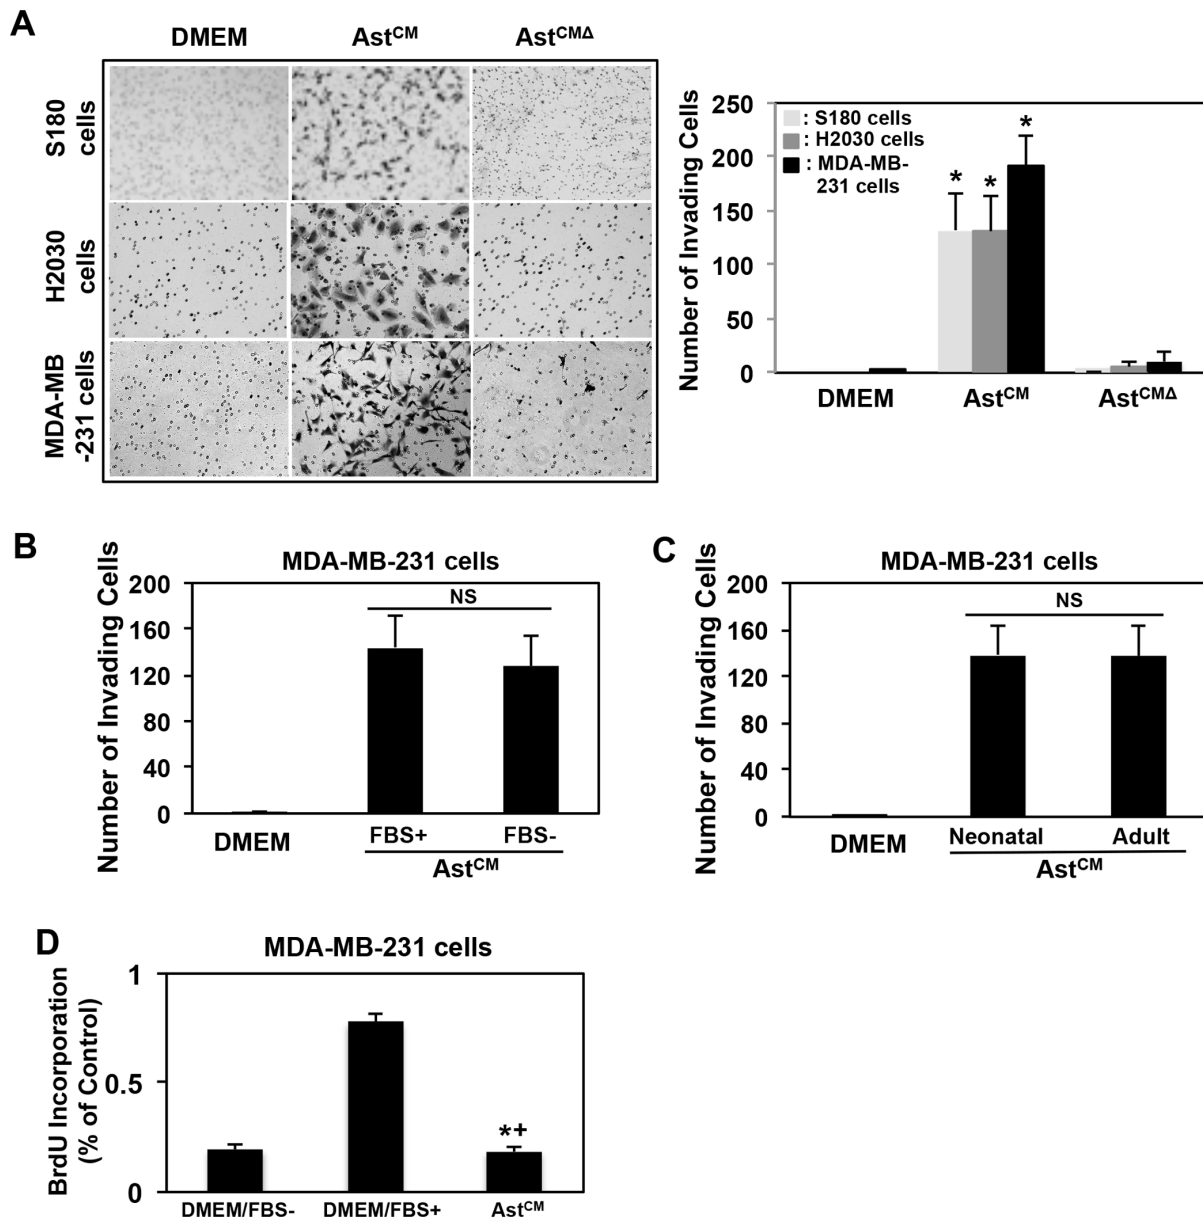 A
DMEM
Ast^CM
Ast^CMΔ
S180
cells
H2030
cells
MDA-MB
-231 cells
Number of Invading Cells
250
200
150
100
50
0
: S180 cells
: H2030 cells
: MDA-MB-
231 cells
*
*
*
DMEM
Ast^CM
Ast^CMΔ
B
MDA-MB-231 cells
Number of Invading Cells
200
160
120
80
40
0
NS
DMEM
FBS+
FBS-
Ast^CM
C
MDA-MB-231 cells
Number of Invading Cells
200
160
120
80
40
0
NS
DMEM
Neonatal
Adult
Ast^CM
D
MDA-MB-231 cells
BrdU Incorporation
(% of Control)
1
0.5
0
*+
DMEM/FBS-
DMEM/FBS+
Ast^CM